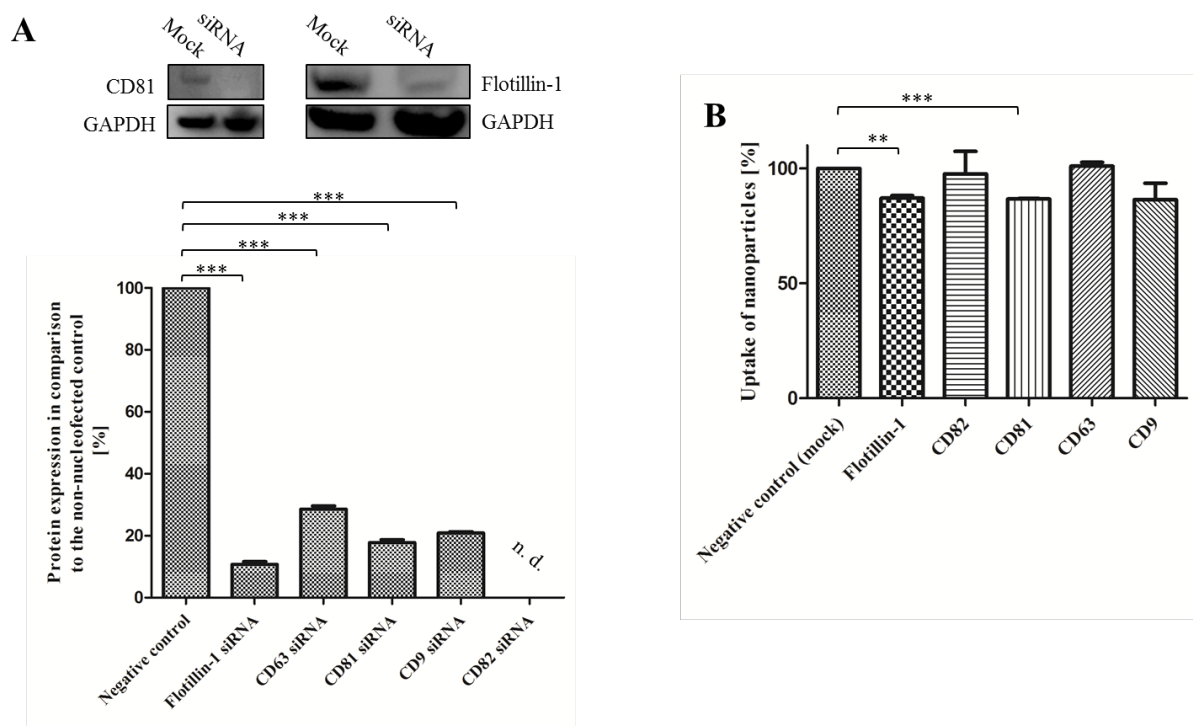 A
Mock siRNA
Mock siRNA
CD81
Flotillin-1
GAPDH
GAPDH
***
***
***
***
Protein expression in comparison
to the non-nucleofected control
[%]
100
80
60
40
20
0
n. d.
Negative control
Flotillin-1 siRNA
CD63 siRNA
CD81 siRNA
CD9 siRNA
CD82 siRNA
B
***
**
Uptake of nanoparticles [%]
100
50
0
Negative control (mock)
Flotillin-1
CD82
CD81
CD63
CD9